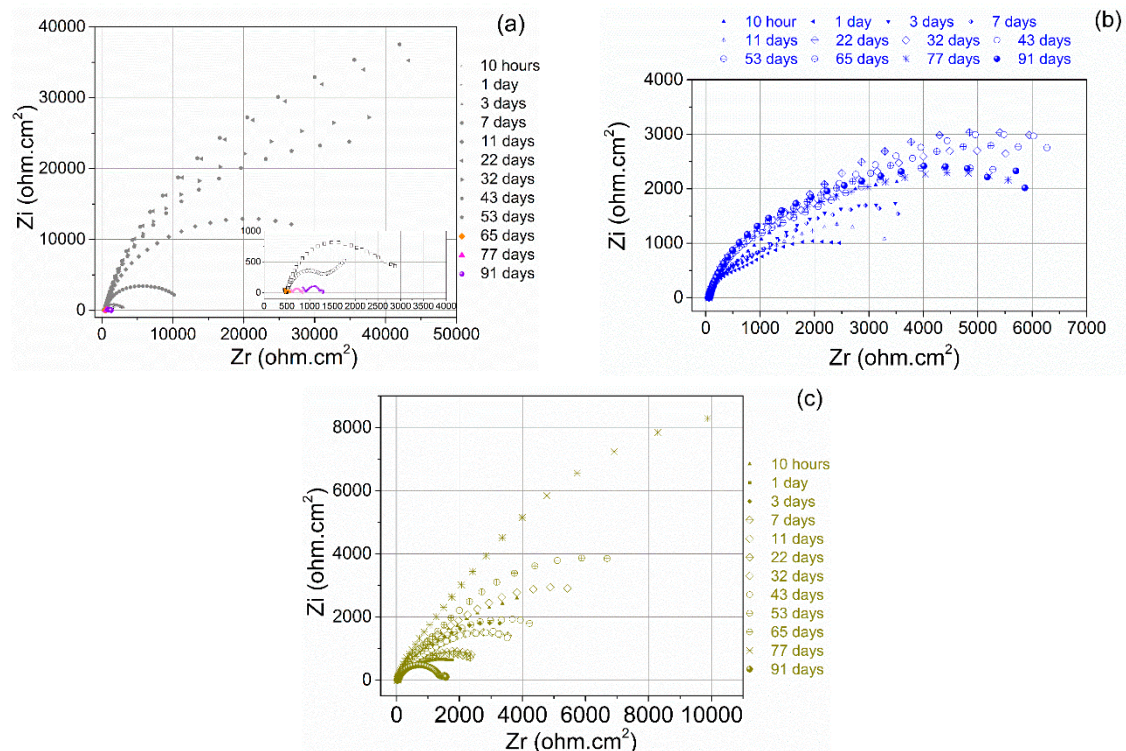 (a)
40000
30000
20000
10000
0
Zi (ohm.cm²)
0 10000 20000 30000 40000 50000
Zr (ohm.cm²)
1000
500
0
0 500 1000 1500 2000 2500 3000 3500 4000
10 hours
1 day
3 days
7 days
11 days
22 days
32 days
43 days
53 days
65 days
77 days
91 days
(b)
10 hour 1 day 3 days 7 days
11 days 22 days 32 days 43 days
53 days 65 days 77 days 91 days
4000
3000
2000
1000
0
Zi (ohm.cm²)
0 1000 2000 3000 4000 5000 6000 7000
Zr (ohm.cm²)
(c)
8000
6000
4000
2000
0
Zi (ohm.cm²)
0 2000 4000 6000 8000 10000
Zr (ohm.cm²)
10 hours
1 day
3 days
7 days
11 days
22 days
32 days
43 days
53 days
65 days
77 days
91 days